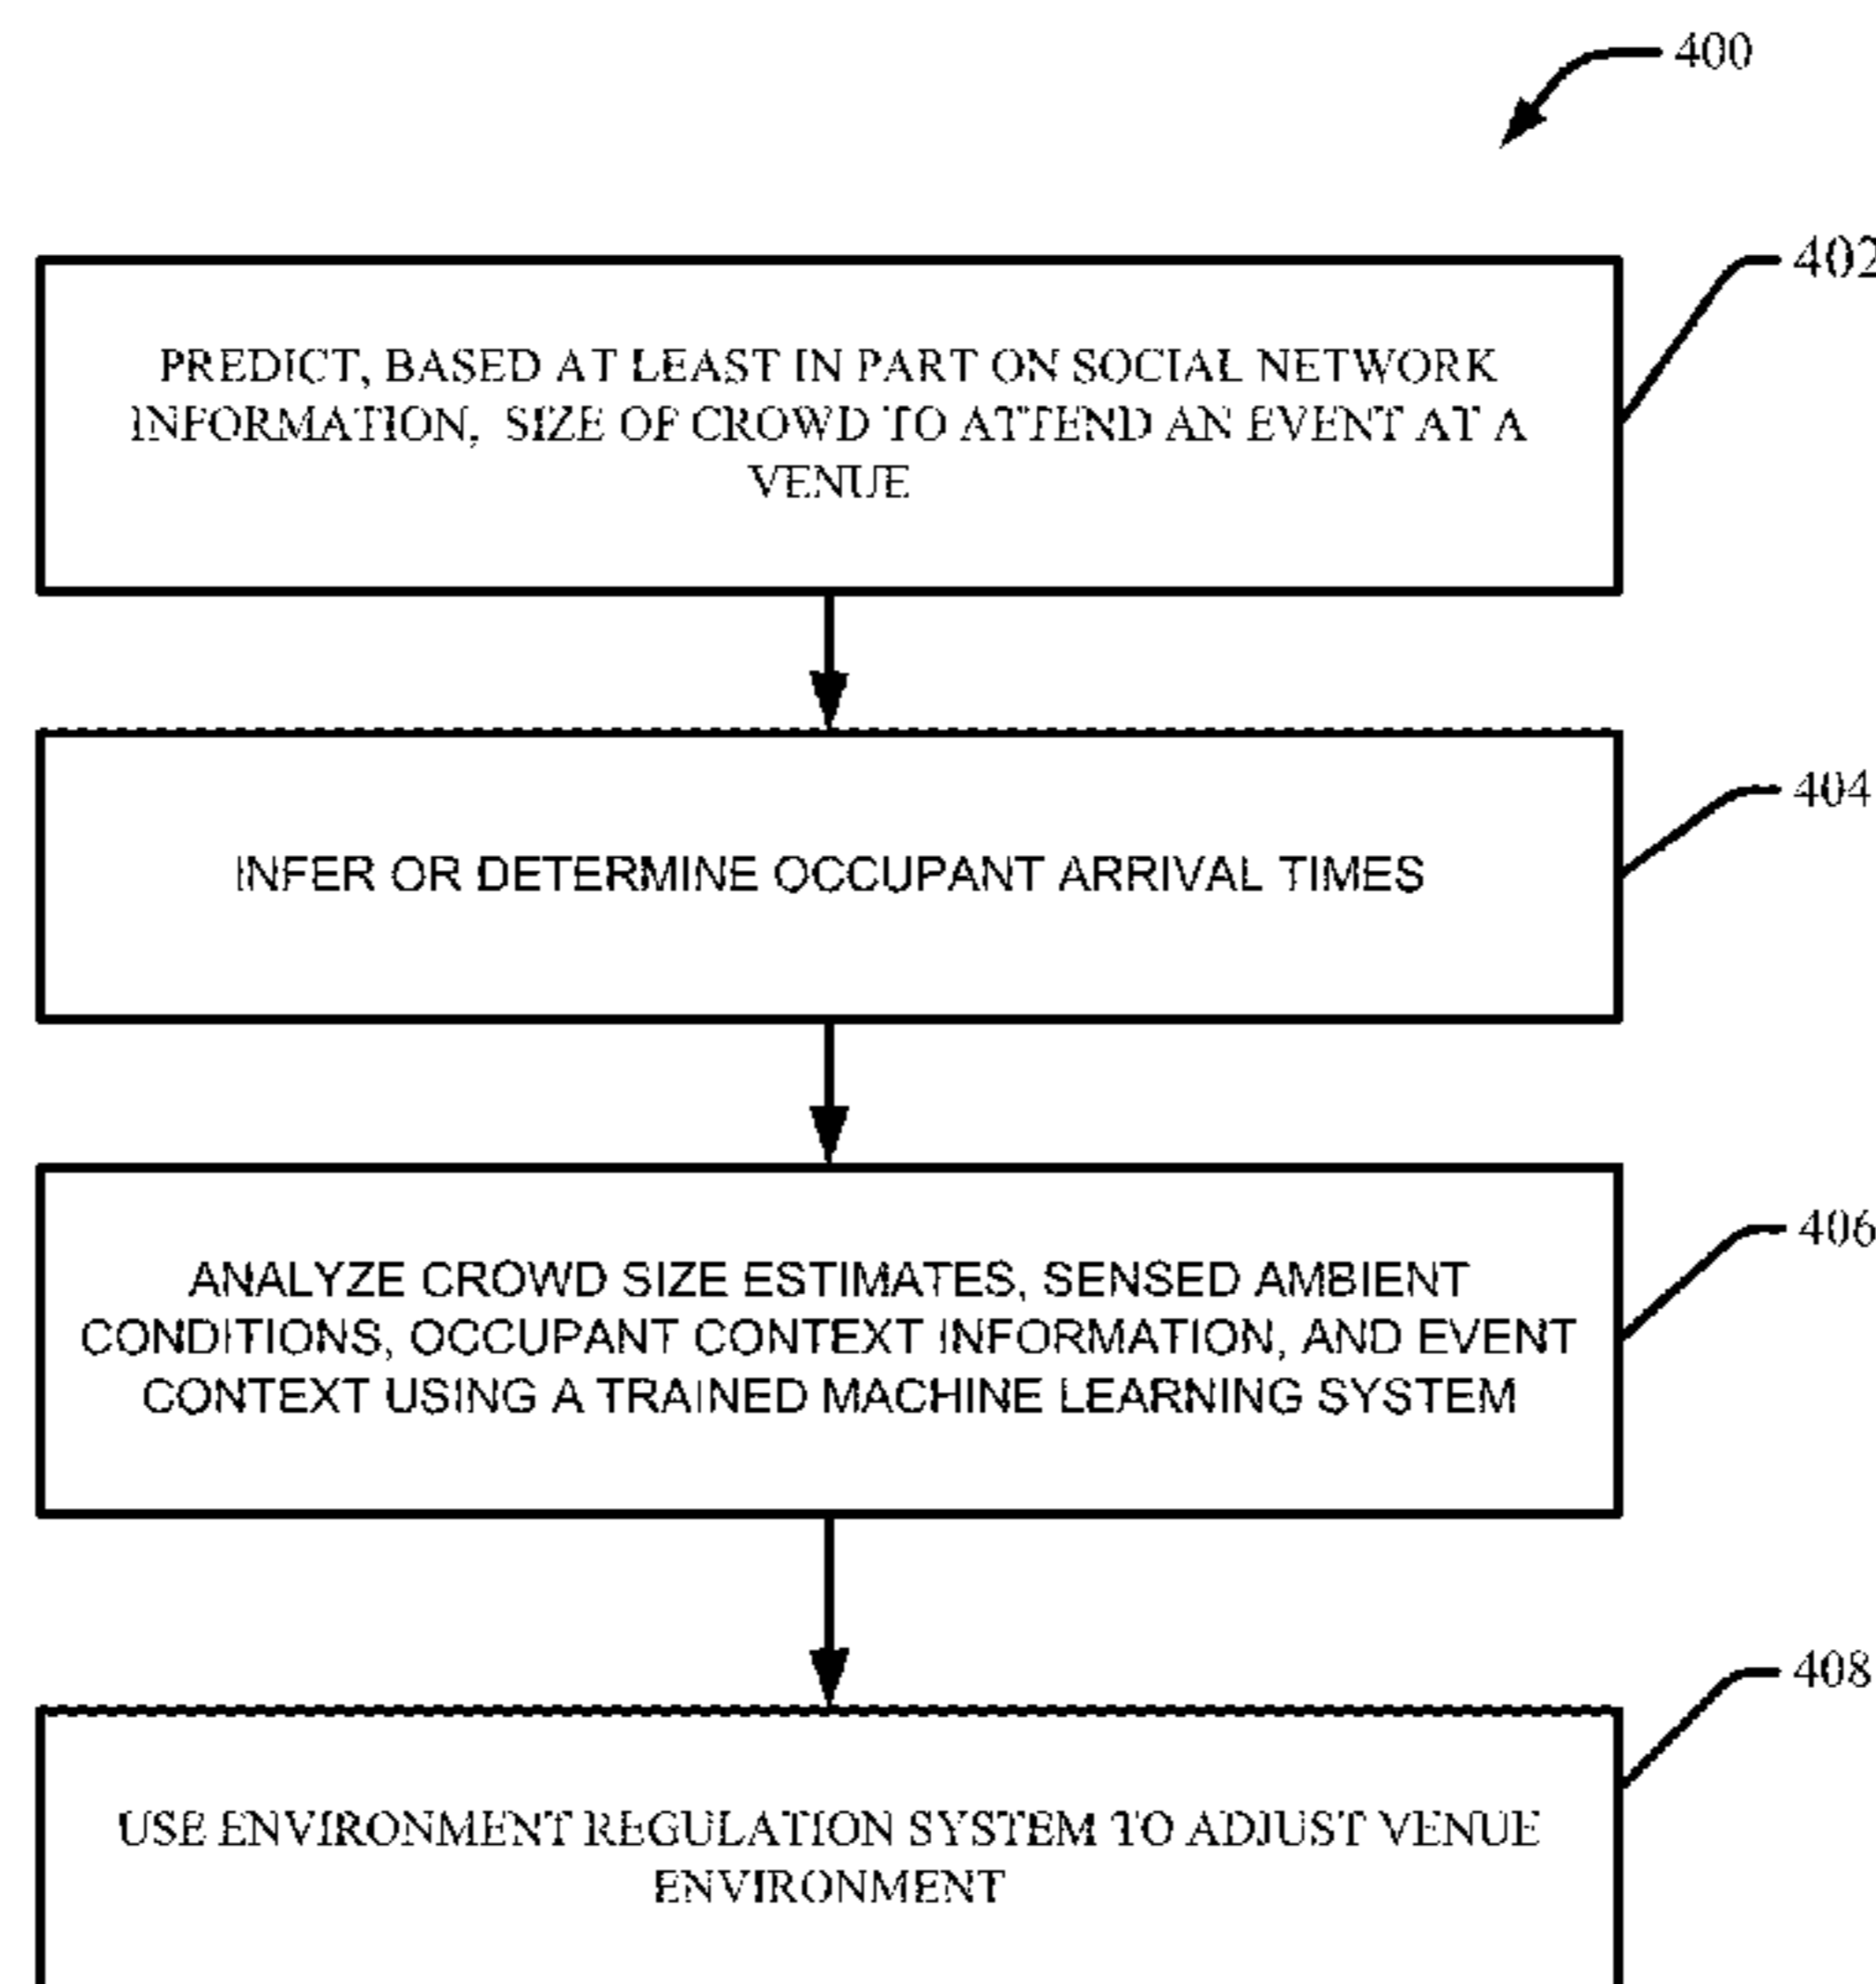 400
402
PREDICT, BASED AT LEAST IN PART ON SOCIAL NETWORK
INFORMATION, SIZE OF CROWD TO ATTEND AN EVENT AT A
VENUE
404
INFER OR DETERMINE OCCUPANT ARRIVAL TIMES
406
ANALYZE CROWD SIZE ESTIMATES, SENSED AMBIENT
CONDITIONS, OCCUPANT CONTEXT INFORMATION, AND EVENT
CONTEXT USING A TRAINED MACHINE LEARNING SYSTEM
408
USE ENVIRONMENT REGULATION SYSTEM TO ADJUST VENUE
ENVIRONMENT